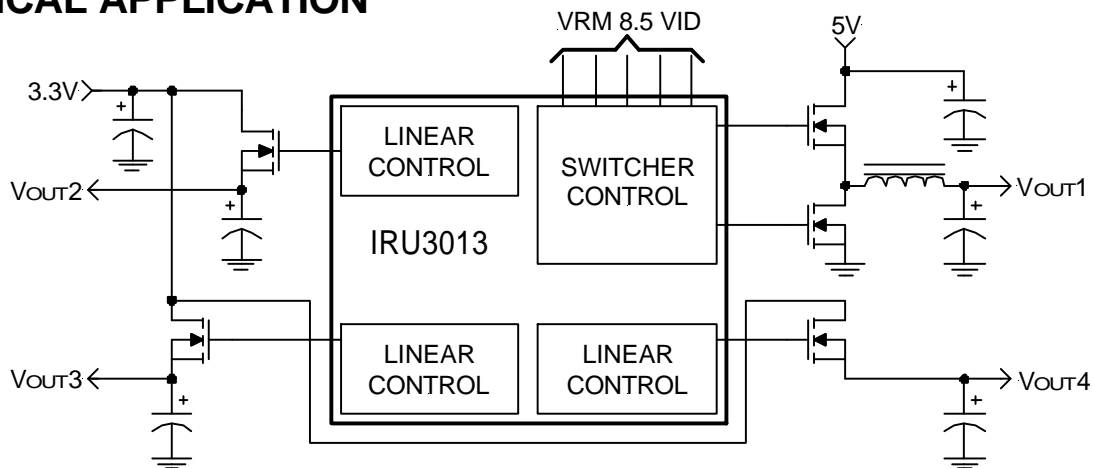 ICAL APPLICATION
VRM 8.5 VID
5V
3.3V
+
+
LINEAR
CONTROL
SWITCHER
CONTROL
VOUT2
VOUT1
+
+
IRU3013
LINEAR
CONTROL
LINEAR
CONTROL
VOUT3
VOUT4
+
+